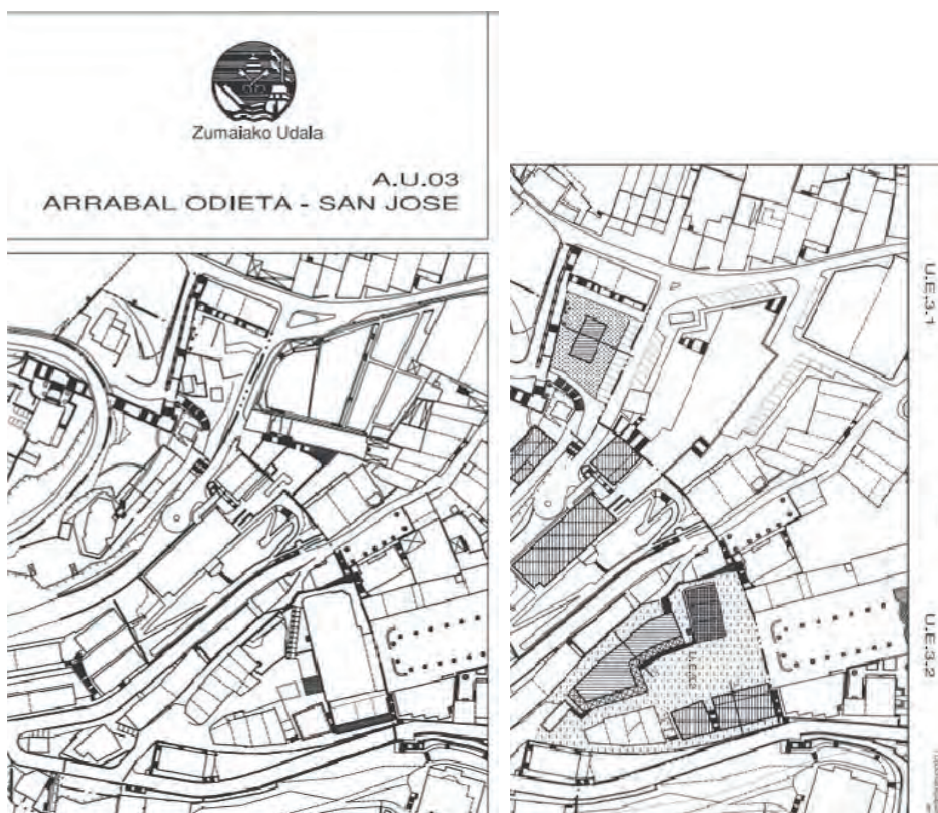 Zumaiako Udala
A.U.03
ARRABAL ODIETA - SAN JOSE
U.E.3.1
U.E.3.2